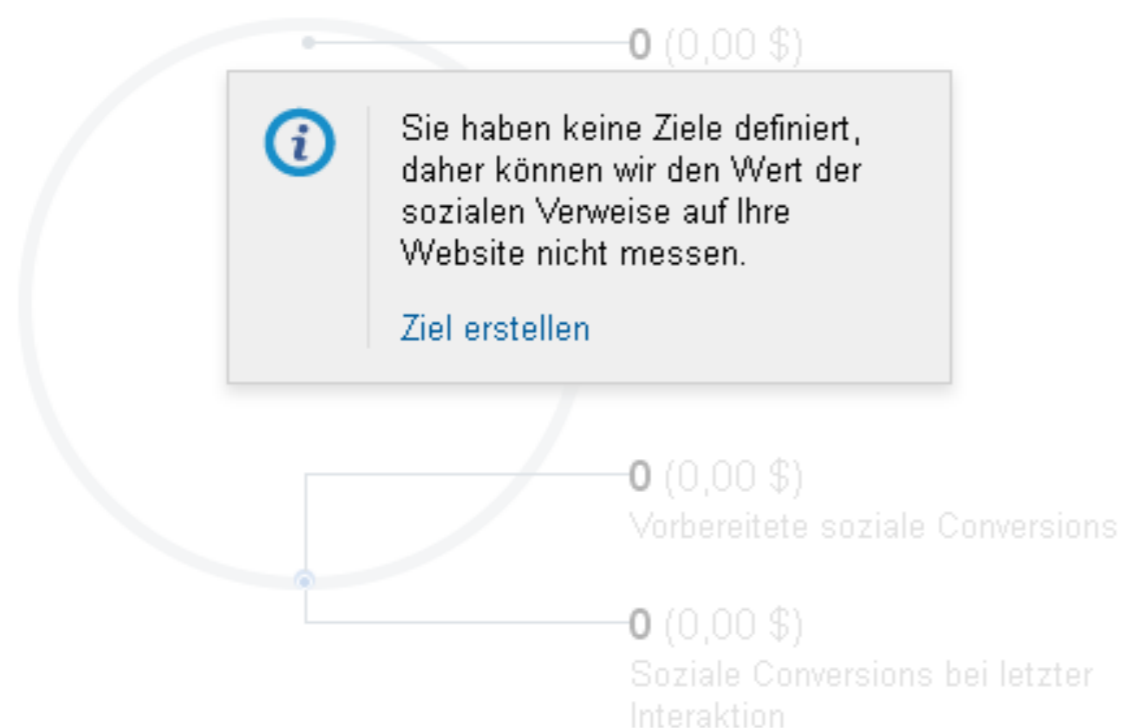 0 (0,00 $)
Sie haben keine Ziele definiert,
daher können wir den Wert der
sozialen Verweise auf Ihre
Website nicht messen.
Ziel erstellen
0 (0,00 $)
Vorbereitete soziale Conversions
0 (0,00 $)
Soziale Conversions bei letzter
Interaktion